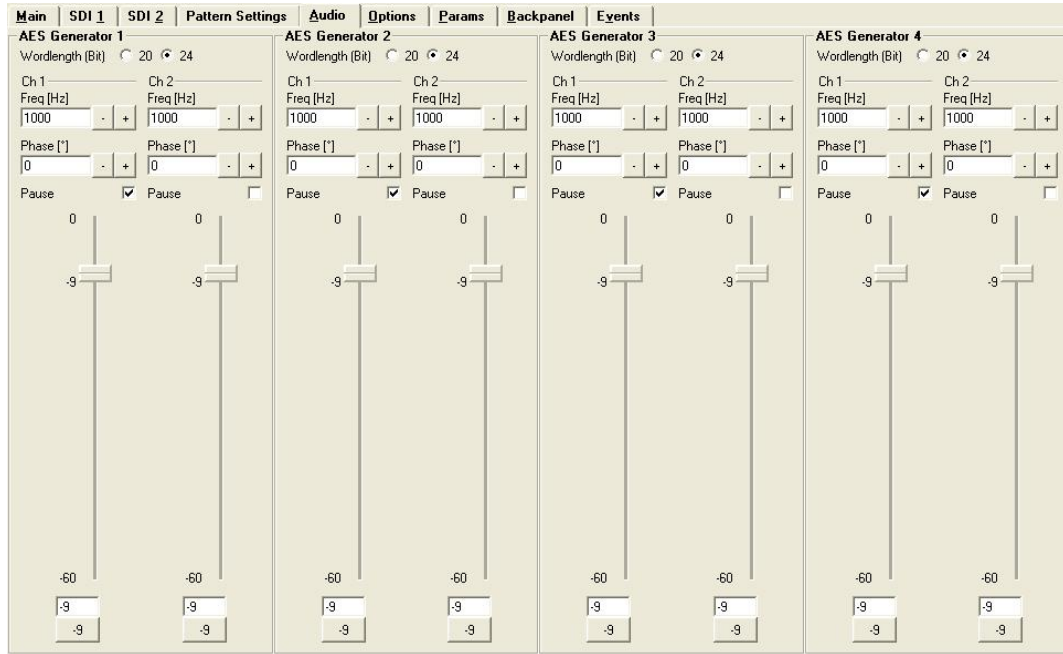 Main SDI 1 SDI 2 Pattern Settings Audio Options Params Backpanel Events
AES Generator 1 AES Generator 2 AES Generator 3 AES Generator 4
Wordlength (Bit) 20 24 Wordlength (Bit) 20 24 Wordlength (Bit) 20 24 Wordlength (Bit) 20 24
Ch 1 Ch 2 Ch 1 Ch 2 Ch 1 Ch 2 Ch 1 Ch 2
Freq [Hz] Freq [Hz] Freq [Hz] Freq [Hz] Freq [Hz] Freq [Hz] Freq [Hz] Freq [Hz]
1000 - + 1000 - + 1000 - + 1000 - + 1000 - + 1000 - + 1000 - + 1000 - +
Phase [°] Phase [°] Phase [°] Phase [°] Phase [°] Phase [°] Phase [°] Phase [°]
0 - + 0 - + 0 - + 0 - + 0 - + 0 - + 0 - + 0 - +
Pause Pause Pause Pause Pause Pause Pause Pause
0 0 0 0 0 0 0 0
-9 -9 -9 -9 -9 -9 -9 -9
-60 -60 -60 -60 -60 -60 -60 -60
-9 -9 -9 -9 -9 -9 -9 -9
-9 -9 -9 -9 -9 -9 -9 -9